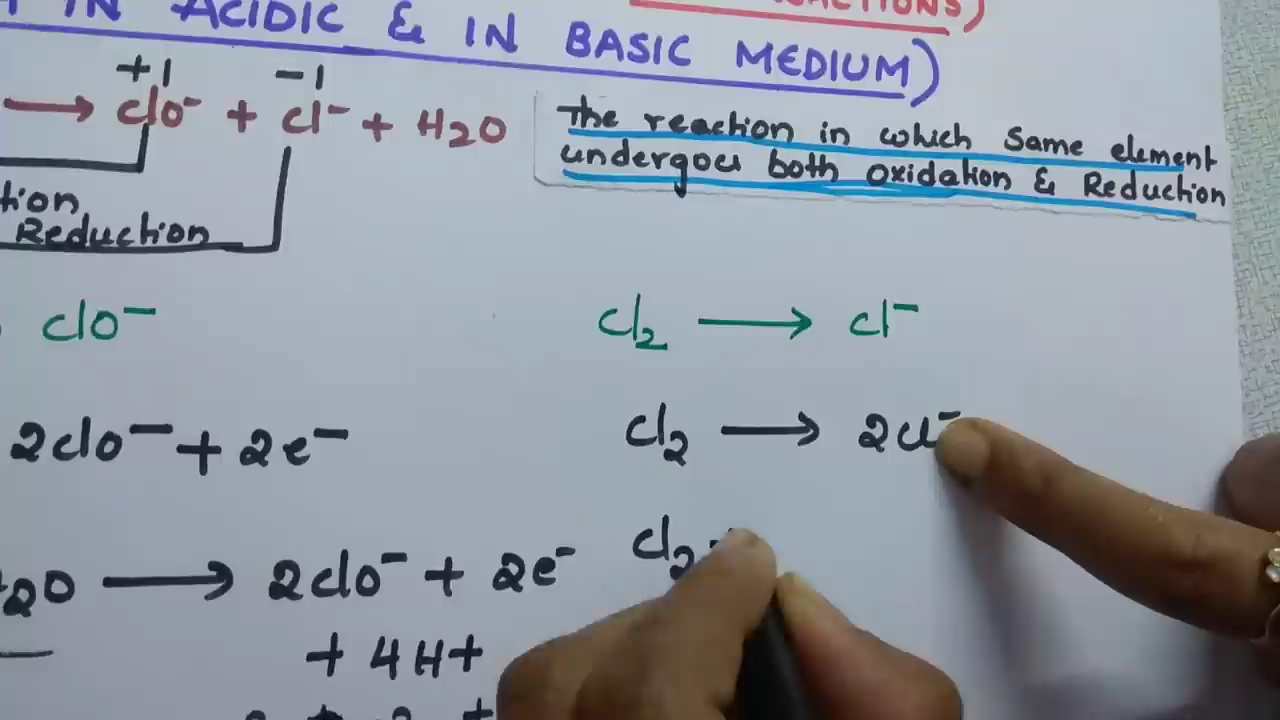 IN ACIDIC & IN BASIC MEDIUM)
+1 -1
⟶ ClO⁻ + Cl⁻ + H2O
The reaction in which Same element
undergoes both Oxidation & Reduction
Reduction
ClO⁻
Cl2 ⟶ Cl⁻
2ClO⁻ + 2e⁻
Cl2 ⟶ 2Cl⁻
Cl2
2O ⟶ 2ClO⁻ + 2e⁻
+ 4H+